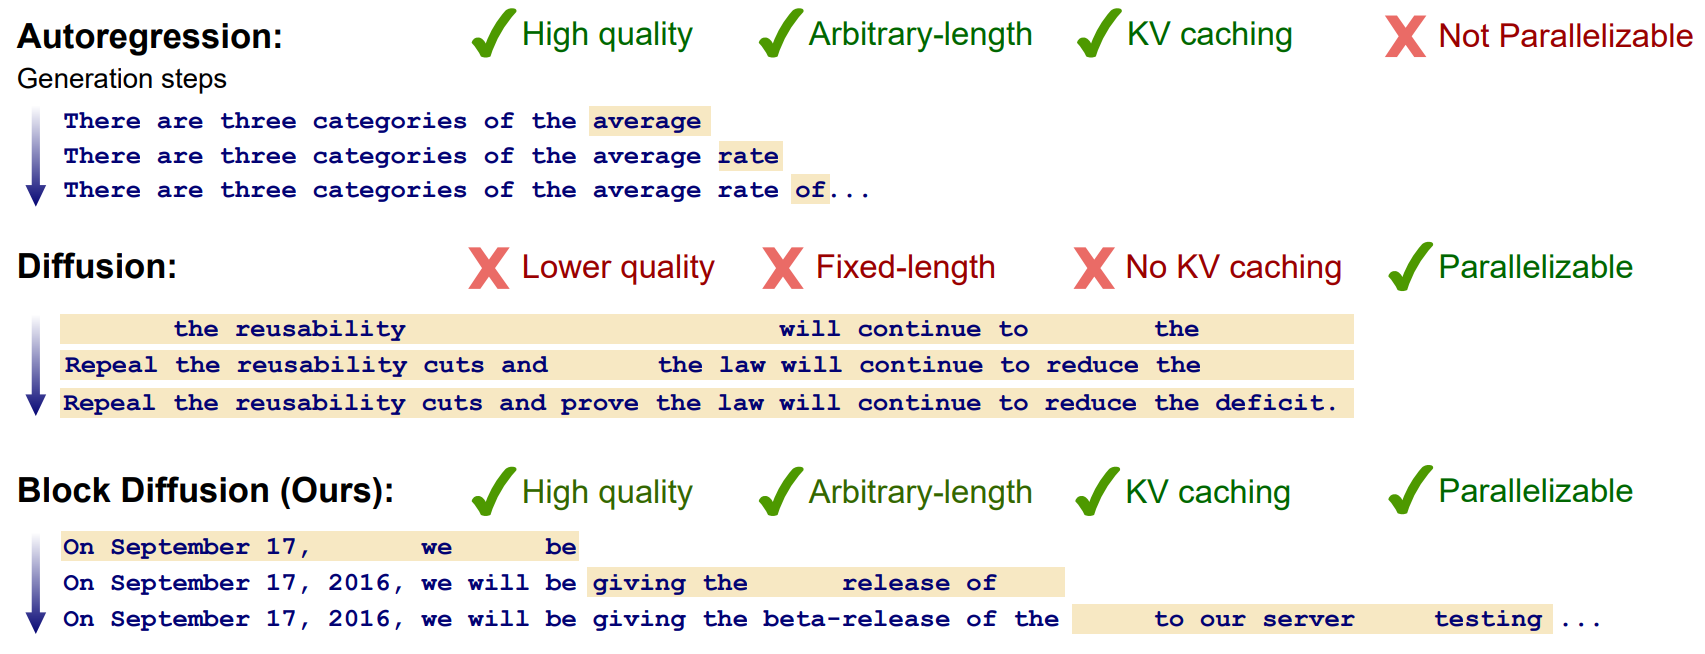 Autoregression: ✓ High quality ✓ Arbitrary-length ✓ KV caching X Not Parallelizable
Generation steps
There are three categories of the average
There are three categories of the average rate
There are three categories of the average rate of...
Diffusion: X Lower quality X Fixed-length X No KV caching ✓ Parallelizable
the reusability will continue to the
Repeal the reusability cuts and the law will continue to reduce the
Repeal the reusability cuts and prove the law will continue to reduce the deficit.
Block Diffusion (Ours): ✓ High quality ✓ Arbitrary-length ✓ KV caching ✓ Parallelizable
On September 17, we be
On September 17, 2016, we will be giving the release of
On September 17, 2016, we will be giving the beta-release of the to our server testing ...